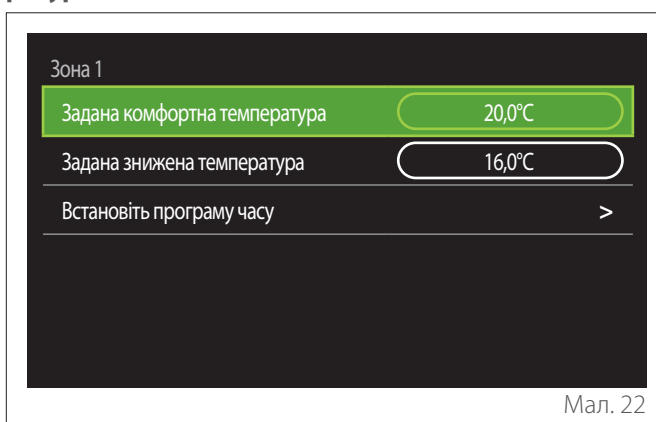 Зона 1
Задана комфортна температура 20,0°C
Задана знижена температура 16,0°C
Встановіть програму часу >
Мал. 22